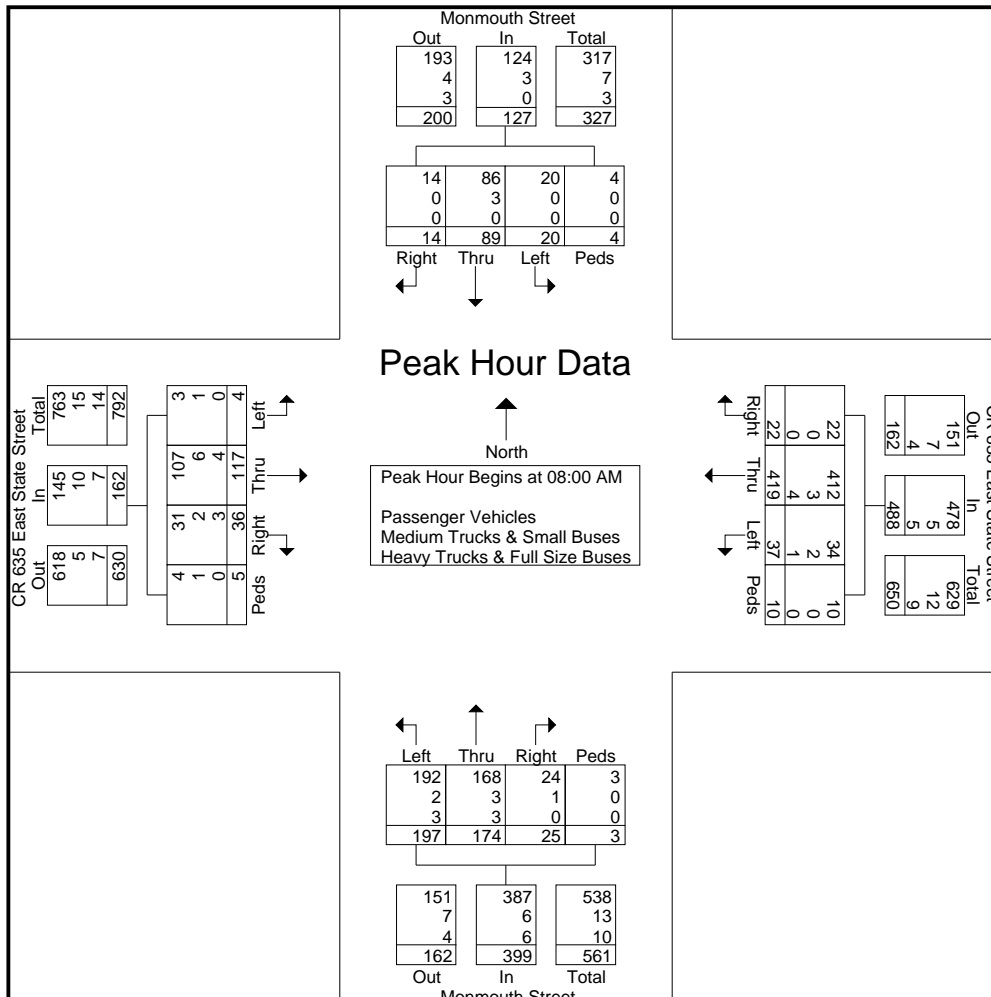 Monmouth Street
Out In Total
193 124 317
4 3 7
3 0 3
200 127 327
14 86 20 4
0 3 0 0
0 0 0 0
14 89 20 4
Right Thru Left Peds
Peak Hour Data
North
Peak Hour Begins at 08:00 AM
Passenger Vehicles
Medium Trucks & Small Buses
Heavy Trucks & Full Size Buses
CR 635 East State Street
Out In Total
618 145 763
5 10 15
7 7 14
630 162 792
Peds Right Thru Left
4 31 107 3
1 2 6 1
0 3 4 0
5 36 117 4
CR 635 East State Street
Out In Total
151 478 629
7 5 12
4 5 9
162 488 650
22 412 34 10
0 3 2 0
0 4 1 0
22 419 37 10
Right Thru Left Peds
Left Thru Right Peds
192 168 24 3
2 3 1 0
3 3 0 0
197 174 25 3
151 387 538
7 6 13
4 6 10
162 399 561
Out In Total
Monmouth Street